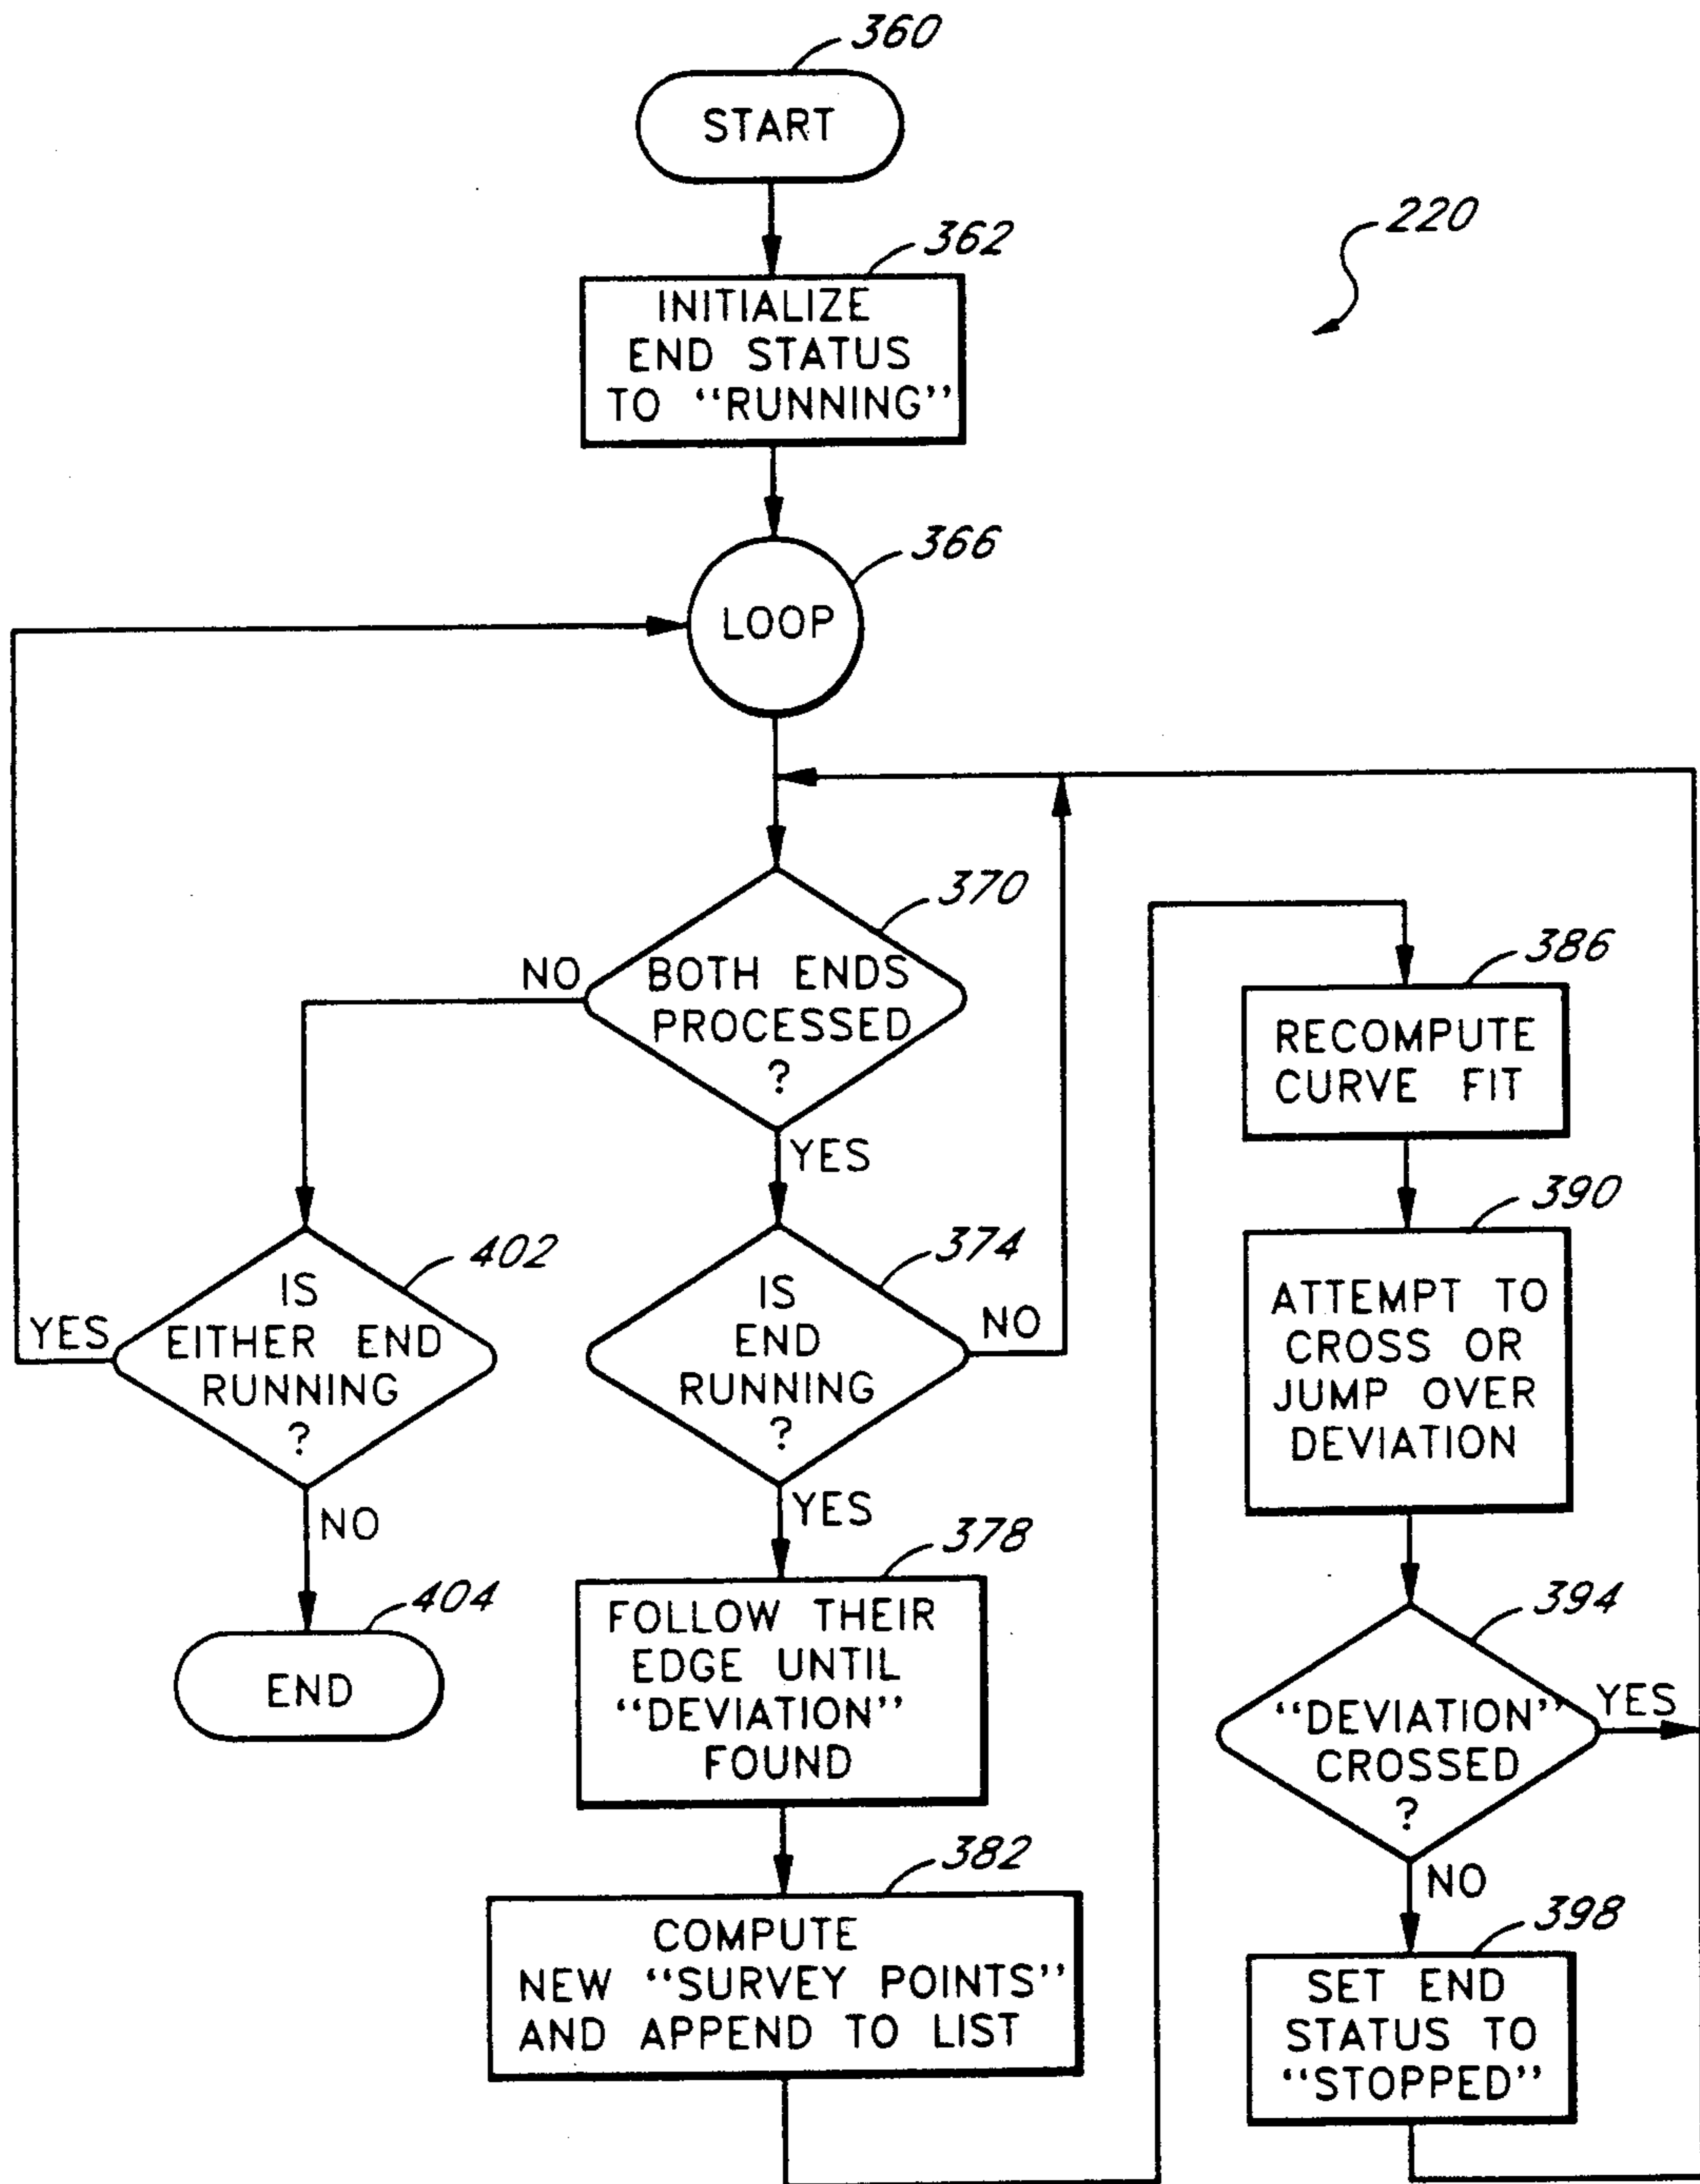 360
START
220
362
INITIALIZE
END STATUS
TO “RUNNING”
366
LOOP
370
NO
BOTH ENDS
PROCESSED
?
YES
402
IS
EITHER END
RUNNING
?
YES
NO
404
END
374
IS
END
RUNNING
?
NO
YES
378
FOLLOW THEIR
EDGE UNTIL
“DEVIATION”
FOUND
382
COMPUTE
NEW “SURVEY POINTS”
AND APPEND TO LIST
386
RECOMPUTE
CURVE FIT
390
ATTEMPT TO
CROSS OR
JUMP OVER
DEVIATION
394
“DEVIATION”
CROSSED
?
YES
NO
398
SET END
STATUS TO
“STOPPED”